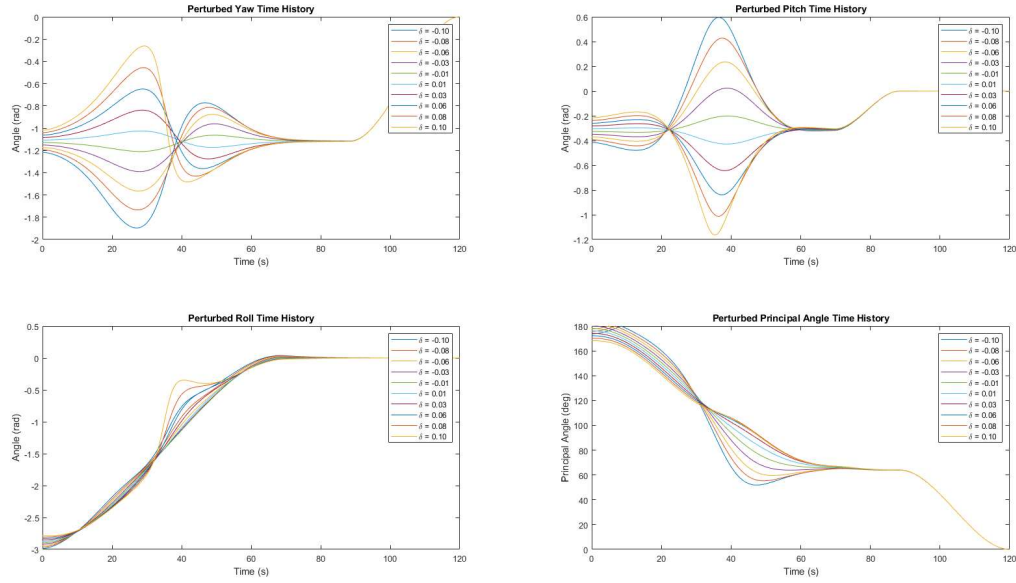 Perturbed Yaw Time History
0
-0.2
-0.4
-0.6
-0.8
-1
-1.2
-1.4
-1.6
-1.8
-2
Angle (rad)
0 20 40 60 80 100 120
Time (s)
δ = -0.10
δ = -0.08
δ = -0.06
δ = -0.03
δ = -0.01
δ = 0.01
δ = 0.03
δ = 0.06
δ = 0.08
δ = 0.10
Perturbed Pitch Time History
0.6
0.4
0.2
0
-0.2
-0.4
-0.6
-0.8
-1
-1.2
Angle (rad)
0 20 40 60 80 100 120
Time (s)
δ = -0.10
δ = -0.08
δ = -0.06
δ = -0.03
δ = -0.01
δ = 0.01
δ = 0.03
δ = 0.06
δ = 0.08
δ = 0.10
Perturbed Roll Time History
0.5
0
-0.5
-1
-1.5
-2
-2.5
-3
Angle (rad)
0 20 40 60 80 100 120
Time (s)
δ = -0.10
δ = -0.08
δ = -0.06
δ = -0.03
δ = -0.01
δ = 0.01
δ = 0.03
δ = 0.06
δ = 0.08
δ = 0.10
Perturbed Principal Angle Time History
180
160
140
120
100
80
60
40
20
0
Principal Angle (deg)
0 20 40 60 80 100 120
Time (s)
δ = -0.10
δ = -0.08
δ = -0.06
δ = -0.03
δ = -0.01
δ = 0.01
δ = 0.03
δ = 0.06
δ = 0.08
δ = 0.10